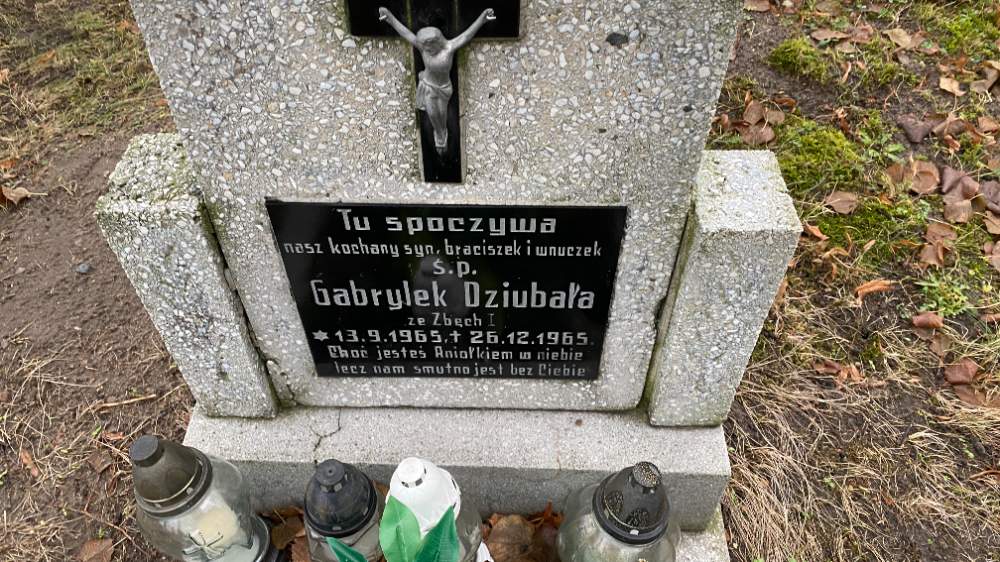 Tu spoczywa
nasz kochany syn, braciszek i wnuczek
ś.p.
Gabrylek Dziubała
ze Zbęch I
* 13.9.1965. † 26.12.1965.
Choć jesteś Aniołkiem w niebie
lecz nam smutno jest bez Ciebie